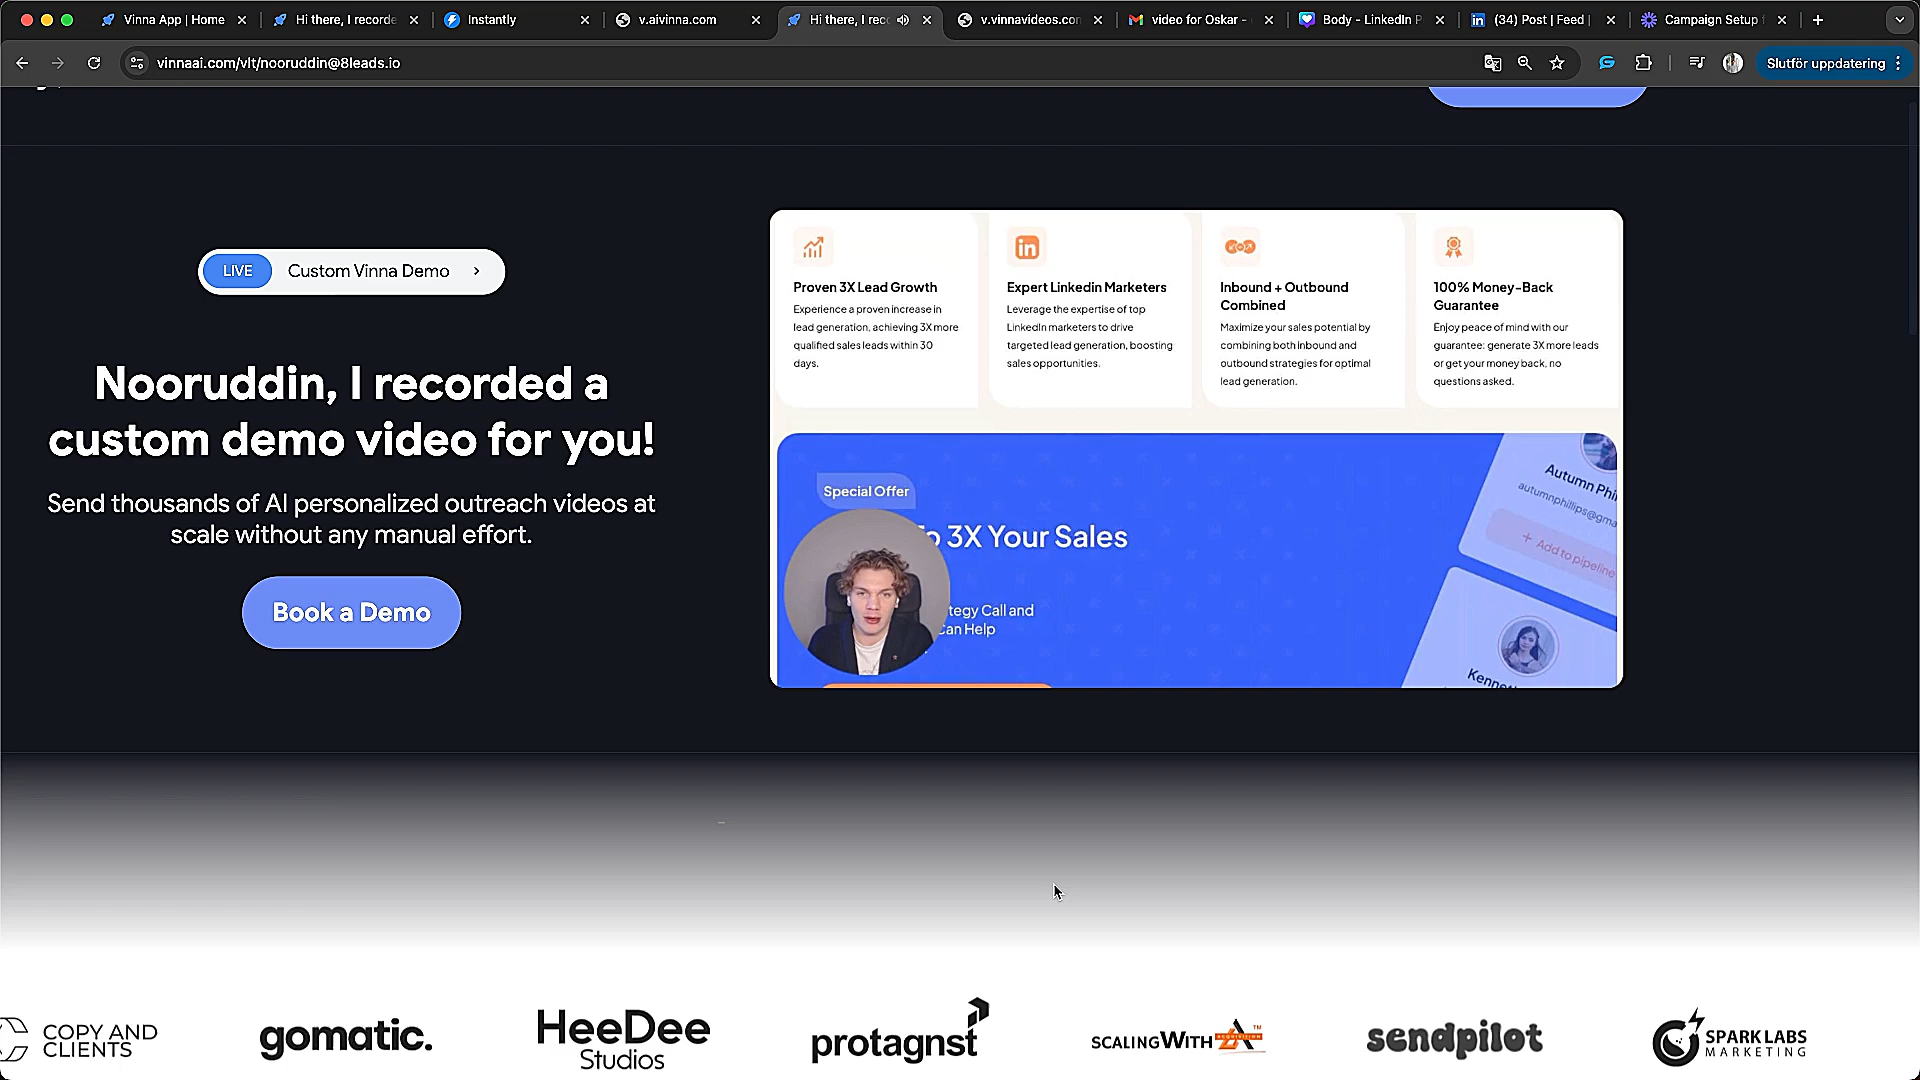 Vinna App | Home
Hi there, I recorde
Instantly
v.aivinna.com
Hi there, I rec
v.vinnavideos.co
video for Oskar -
Body - LinkedIn P
(34) Post | Feed |
Campaign Setup
vinnaai.com/vlt/nooruddin@8leads.io
Slutför uppdatering
LIVE Custom Vinna Demo
Nooruddin, I recorded a
custom demo video for you!
Send thousands of AI personalized outreach videos at
scale without any manual effort.
Book a Demo
Proven 3X Lead Growth
Experience a proven increase in
lead generation, achieving 3X more
qualified sales leads within 30
days.
Expert Linkedin Marketers
Leverage the expertise of top
LinkedIn marketers to drive
targeted lead generation, boosting
sales opportunities.
Inbound + Outbound
Combined
Maximize your sales potential by
combining both inbound and
outbound strategies for optimal
lead generation.
100% Money-Back
Guarantee
Enjoy peace of mind with our
guarantee: generate 3X more leads
or get your money back, no
questions asked.
Special Offer
o 3X Your Sales
tegy Call and
Can Help
Autumn Phi
autumnphillips@gma
+ Add to pipeline
Kennet
COPY AND
CLIENTS
gomatic.
HeeDee
Studios
protagnst
SCALINGWITH
ACQUISITION
TM
sendpilot
SPARK LABS
MARKETING